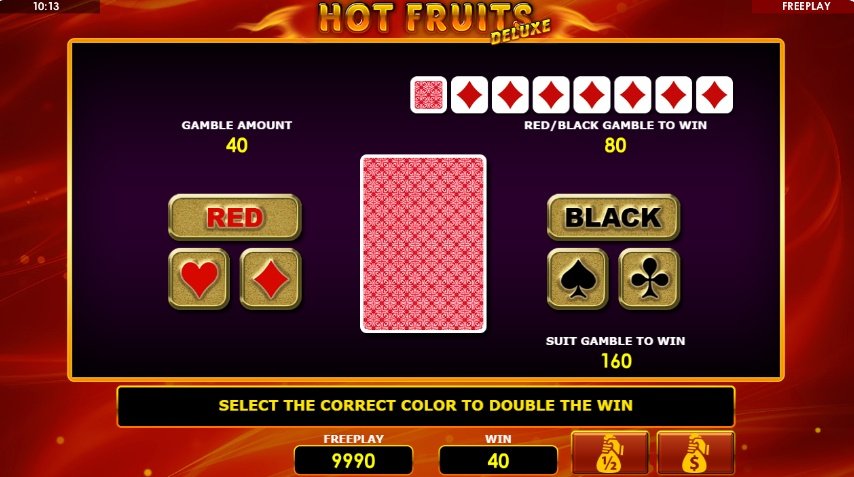 10:13
HOT FRUITS
DELUXE
FREEPLAY
GAMBLE AMOUNT
40
RED/BLACK GAMBLE TO WIN
80
RED
BLACK
SUIT GAMBLE TO WIN
160
SELECT THE CORRECT COLOR TO DOUBLE THE WIN
FREEPLAY
9990
WIN
40
1/2
$